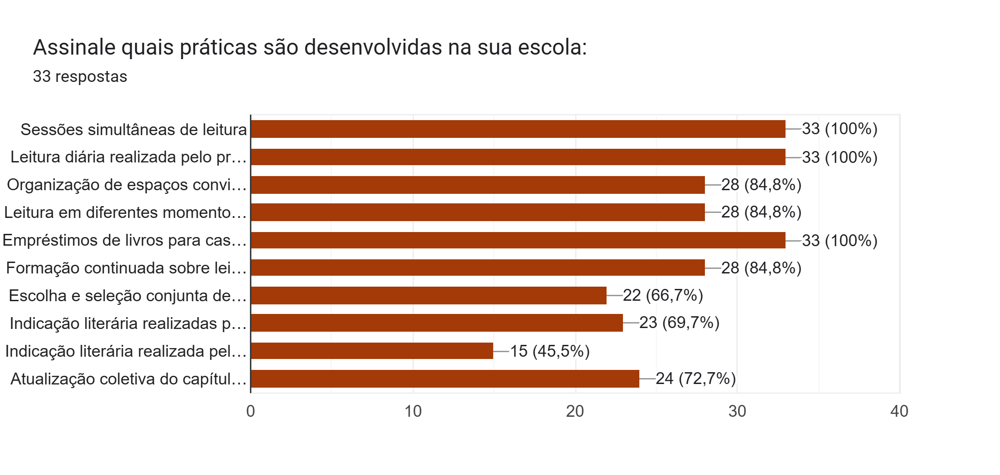 Assinale quais práticas são desenvolvidas na sua escola:
33 respostas
Sessões simultâneas de leitura 33 (100%)
Leitura diária realizada pelo pr… 33 (100%)
Organização de espaços convi… 28 (84,8%)
Leitura em diferentes momento… 28 (84,8%)
Empréstimos de livros para cas… 33 (100%)
Formação continuada sobre lei… 28 (84,8%)
Escolha e seleção conjunta de… 22 (66,7%)
Indicação literária realizadas p… 23 (69,7%)
Indicação literária realizada pel… 15 (45,5%)
Atualização coletiva do capítul… 24 (72,7%)
0 10 20 30 40